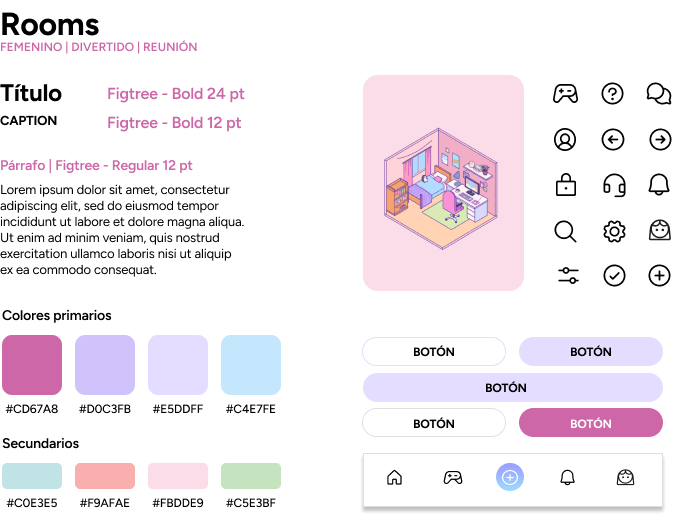 Rooms
FEMENINO | DIVERTIDO | REUNIÓN
Título
Figtree - Bold 24 pt
CAPTION
Figtree - Bold 12 pt
Párrafo | Figtree - Regular 12 pt
Lorem ipsum dolor sit amet, consectetur
adipiscing elit, sed do eiusmod tempor
incididunt ut labore et dolore magna aliqua.
Ut enim ad minim veniam, quis nostrud
exercitation ullamco laboris nisi ut aliquip
ex ea commodo consequat.
Colores primarios
#CD67A8
#D0C3FB
#E5DDFF
#C4E7FE
Secundarios
#C0E3E5
#F9AFAE
#FBDDE9
#C5E3BF
BOTÓN
BOTÓN
BOTÓN
BOTÓN
BOTÓN